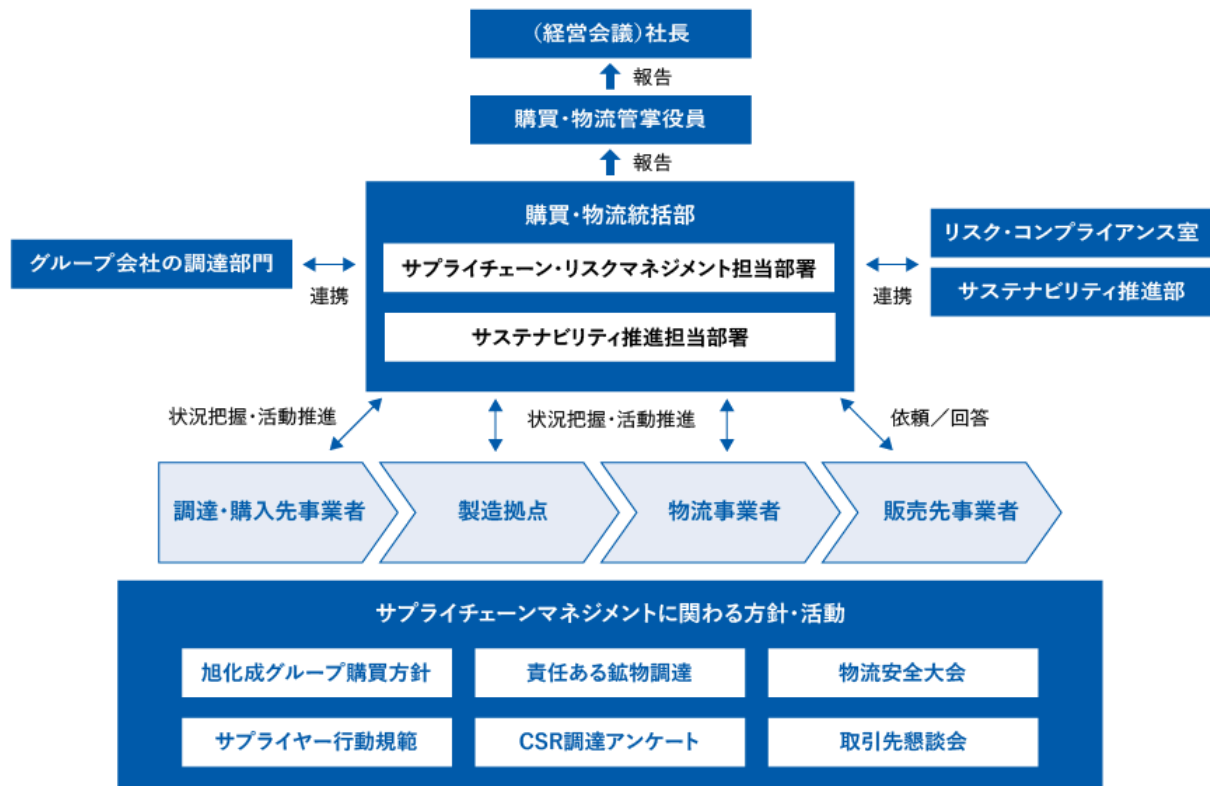 （経営会議）社長
報告
購買・物流管掌役員
報告
購買・物流統括部
サプライチェーン・リスクマネジメント担当部署
サステナビリティ推進担当部署
グループ会社の調達部門
連携
連携
リスク・コンプライアンス室
サステナビリティ推進部
状況把握・活動推進
状況把握・活動推進
依頼／回答
調達・購入先事業者
製造拠点
物流事業者
販売先事業者
サプライチェーンマネジメントに関わる方針・活動
旭化成グループ購買方針
責任ある鉱物調達
物流安全大会
サプライヤー行動規範
CSR調達アンケート
取引先懇談会